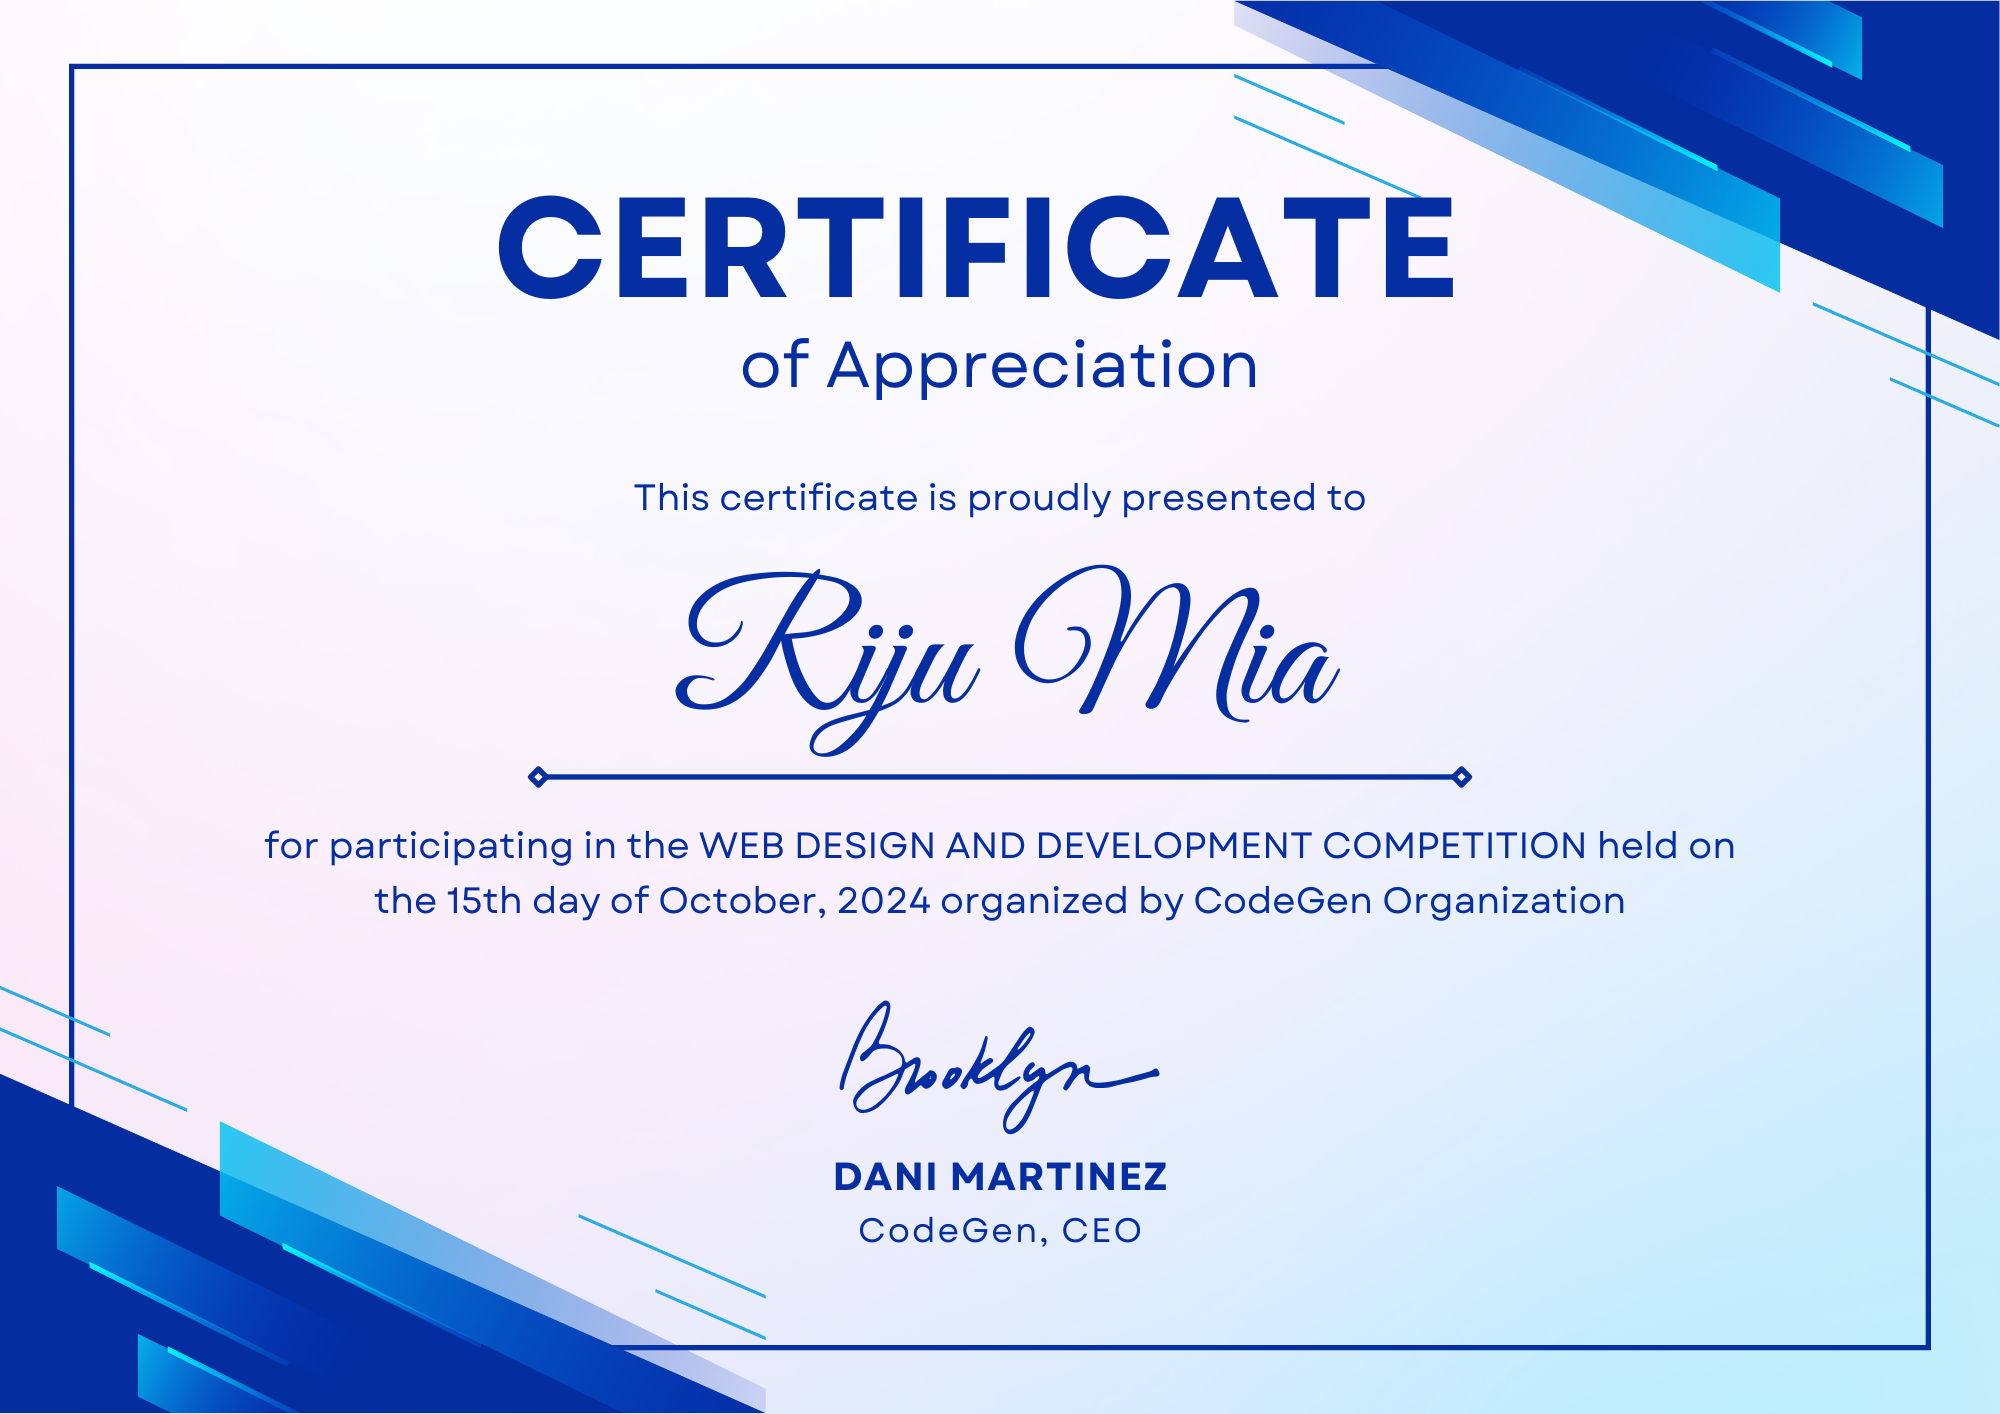 CERTIFICATE
of Appreciation
This certificate is proudly presented to
Riju Mia
for participating in the WEB DESIGN AND DEVELOPMENT COMPETITION held on
the 15th day of October, 2024 organized by CodeGen Organization
Brooklyn
DANI MARTINEZ
CodeGen, CEO